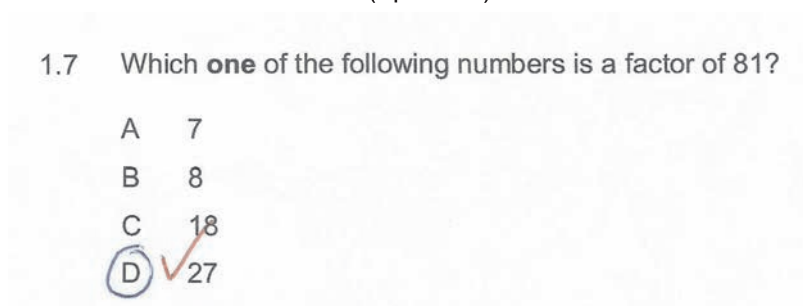 1.7 Which one of the following numbers is a factor of 81?
A 7
B 8
C 18
D 27